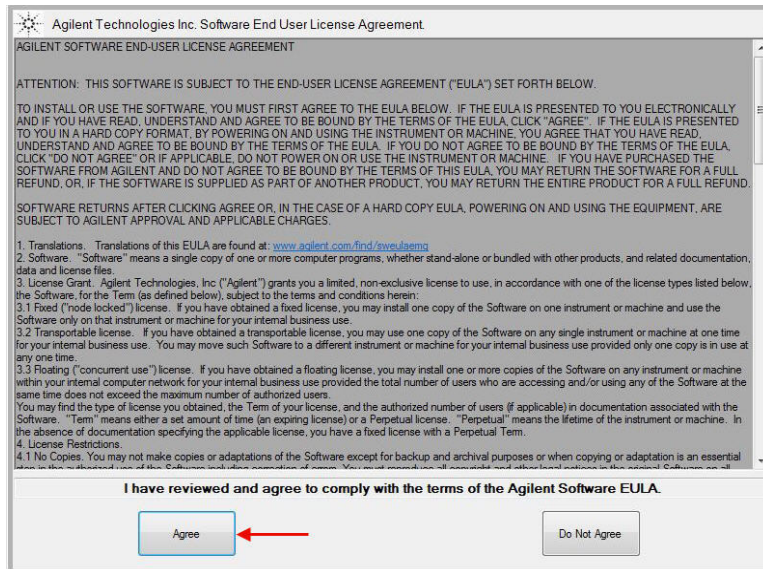 Agilent Technologies Inc. Software End User License Agreement.
AGILENT SOFTWARE END-USER LICENSE AGREEMENT
ATTENTION:  THIS SOFTWARE IS SUBJECT TO THE END-USER LICENSE AGREEMENT ("EULA") SET FORTH BELOW.
TO INSTALL OR USE THE SOFTWARE, YOU MUST FIRST AGREE TO THE EULA BELOW.  IF THE EULA IS PRESENTED TO YOU ELECTRONICALLY
AND IF YOU HAVE READ, UNDERSTAND AND AGREE TO BE BOUND BY THE TERMS OF THE EULA, CLICK "AGREE".  IF THE EULA IS PRESENTED
TO YOU IN A HARD COPY FORMAT, BY POWERING ON AND USING THE INSTRUMENT OR MACHINE, YOU AGREE THAT YOU HAVE READ,
UNDERSTAND AND AGREE TO BE BOUND BY THE TERMS OF THE EULA.  IF YOU DO NOT AGREE TO BE BOUND BY THE TERMS OF THE EULA,
CLICK "DO NOT AGREE" OR IF APPLICABLE, DO NOT POWER ON OR USE THE INSTRUMENT OR MACHINE.  IF YOU HAVE PURCHASED THE
SOFTWARE FROM AGILENT AND DO NOT AGREE TO BE BOUND BY THE TERMS OF THIS EULA, YOU MAY RETURN THE SOFTWARE FOR A FULL
REFUND, OR, IF THE SOFTWARE IS SUPPLIED AS PART OF ANOTHER PRODUCT, YOU MAY RETURN THE ENTIRE PRODUCT FOR A FULL REFUND.
SOFTWARE RETURNS AFTER CLICKING AGREE OR, IN THE CASE OF A HARD COPY EULA, POWERING ON AND USING THE EQUIPMENT, ARE
SUBJECT TO AGILENT APPROVAL AND APPLICABLE CHARGES.
1. Translations.  Translations of this EULA are found at: www.agilent.com/find/sweulaemg
2. Software.  "Software" means a single copy of one or more computer programs, whether stand-alone or bundled with other products, and related documentation,
data and license files.
3. License Grant.  Agilent Technologies, Inc ("Agilent") grants you a limited, non-exclusive license to use, in accordance with one of the license types listed below,
the Software, for the Term (as defined below), subject to the terms and conditions herein:
3.1 Fixed ("node locked") license.  If you have obtained a fixed license, you may install one copy of the Software on one instrument or machine and use the
Software only on that instrument or machine for your internal business use.
3.2 Transportable license.  If you have obtained a transportable license, you may use one copy of the Software on any single instrument or machine at one time
for your internal business use.  You may move such Software to a different instrument or machine for your internal business use provided only one copy is in use at
any one time.
3.3 Floating ("concurrent use") license.  If you have obtained a floating license, you may install one or more copies of the Software on any instrument or machine
within your internal computer network for your internal business use provided the total number of users who are accessing and/or using any of the Software at the
same time does not exceed the maximum number of authorized users.
You may find the type of license you obtained, the Term of your license, and the authorized number of users (if applicable) in documentation associated with the
Software.  "Term" means either a set amount of time (an expiring license) or a Perpetual license.  "Perpetual" means the lifetime of the instrument or machine.  In
the absence of documentation specifying the applicable license, you have a fixed license with a Perpetual Term.
4. License Restrictions.
4.1 No Copies. You may not make copies or adaptations of the Software except for backup and archival purposes or when copying or adaptation is an essential
step in the authorized use of the Software including correction of errors. You must reproduce all copyright and other legal notices in the original Software on all
I have reviewed and agree to comply with the terms of the Agilent Software EULA.
Agree
Do Not Agree